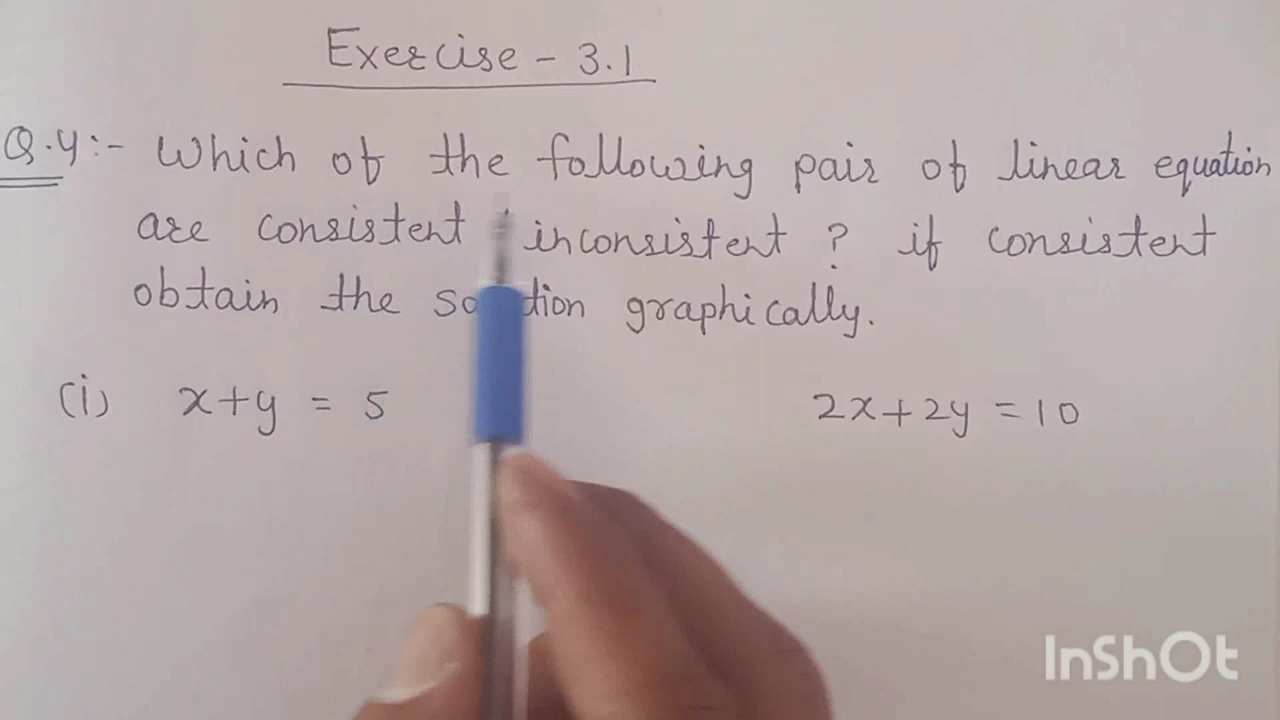 Exercise - 3.1
Q.4:- Which of the following pair of linear equation
are consistent inconsistent ? if consistent
obtain the graphically.
(i) x+y = 5 2x+2y = 10
InShOt